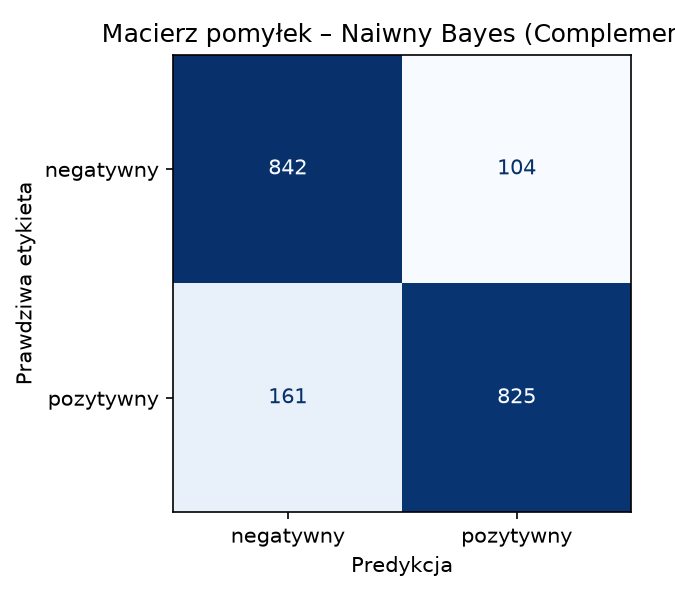 Macierz pomyłek – Naiwny Bayes (Complemen
negatywny
842
104
Prawdziwa etykieta
pozytywny
161
825
negatywny
pozytywny
Predykcja